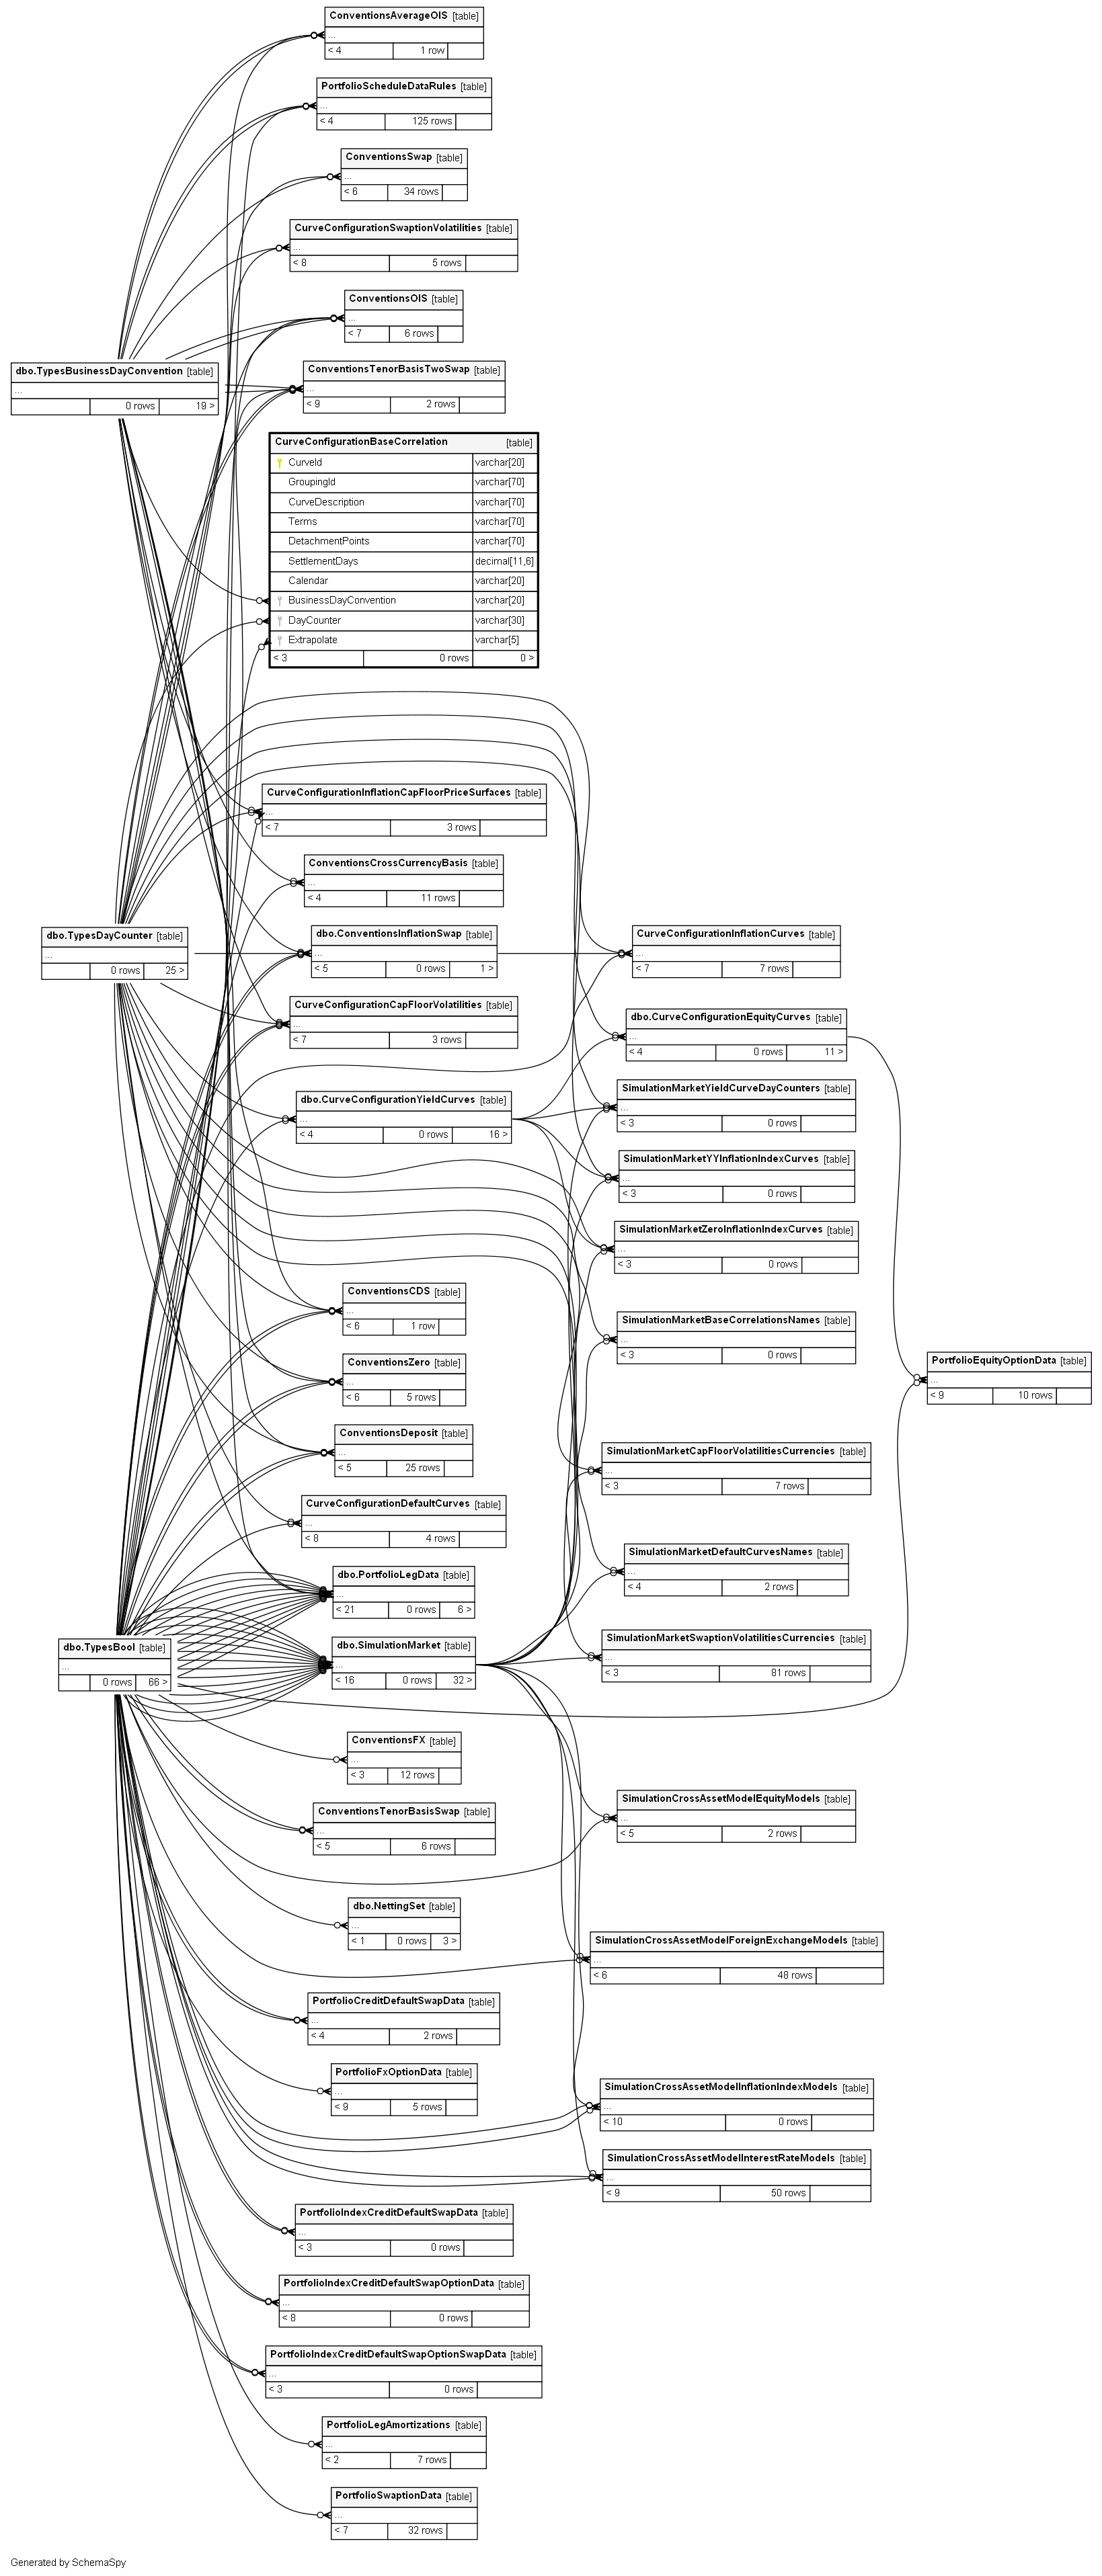 ConventionsAverageOIS [table]
...
< 4 1 row
PortfolioScheduleDataRules [table]
...
< 4 125 rows
ConventionsSwap [table]
...
< 6 34 rows
CurveConfigurationSwaptionVolatilities [table]
...
< 8 5 rows
ConventionsOIS [table]
...
< 7 6 rows
dbo.TypesBusinessDayConvention [table]
...
0 rows 19 >
ConventionsTenorBasisTwoSwap [table]
...
< 9 2 rows
CurveConfigurationBaseCorrelation [table]
CurveId varchar[20]
GroupingId varchar[70]
CurveDescription varchar[70]
Terms varchar[70]
DetachmentPoints varchar[70]
SettlementDays decimal[11,6]
Calendar varchar[20]
BusinessDayConvention varchar[20]
DayCounter varchar[30]
Extrapolate varchar[5]
< 3 0 rows 0 >
CurveConfigurationInflationCapFloorPriceSurfaces [table]
...
< 7 3 rows
ConventionsCrossCurrencyBasis [table]
...
< 4 11 rows
dbo.TypesDayCounter [table]
...
0 rows 25 >
dbo.ConventionsInflationSwap [table]
...
< 5 0 rows 1 >
CurveConfigurationInflationCurves [table]
...
< 7 7 rows
CurveConfigurationCapFloorVolatilities [table]
...
< 7 3 rows
dbo.CurveConfigurationEquityCurves [table]
...
< 4 0 rows 11 >
dbo.CurveConfigurationYieldCurves [table]
...
< 4 0 rows 16 >
SimulationMarketYieldCurveDayCounters [table]
...
< 3 0 rows
SimulationMarketYYInflationIndexCurves [table]
...
< 3 0 rows
SimulationMarketZeroInflationIndexCurves [table]
...
< 3 0 rows
ConventionsCDS [table]
...
< 6 1 row
SimulationMarketBaseCorrelationsNames [table]
...
< 3 0 rows
ConventionsZero [table]
...
< 6 5 rows
PortfolioEquityOptionData [table]
...
< 9 10 rows
ConventionsDeposit [table]
...
< 5 25 rows
SimulationMarketCapFloorVolatilitiesCurrencies [table]
...
< 3 7 rows
CurveConfigurationDefaultCurves [table]
...
< 8 4 rows
dbo.PortfolioLegData [table]
...
< 21 0 rows 6 >
SimulationMarketDefaultCurvesNames [table]
...
< 4 2 rows
dbo.TypesBool [table]
...
0 rows 66 >
dbo.SimulationMarket [table]
...
< 16 0 rows 32 >
SimulationMarketSwaptionVolatilitiesCurrencies [table]
...
< 3 81 rows
ConventionsFX [table]
...
< 3 12 rows
ConventionsTenorBasisSwap [table]
...
< 5 6 rows
SimulationCrossAssetModelEquityModels [table]
...
< 5 2 rows
dbo.NettingSet [table]
...
< 1 0 rows 3 >
SimulationCrossAssetModelForeignExchangeModels [table]
...
< 6 48 rows
PortfolioCreditDefaultSwapData [table]
...
< 4 2 rows
PortfolioFxOptionData [table]
...
< 9 5 rows
SimulationCrossAssetModelInflationIndexModels [table]
...
< 10 0 rows
SimulationCrossAssetModelInterestRateModels [table]
...
< 9 50 rows
PortfolioIndexCreditDefaultSwapData [table]
...
< 3 0 rows
PortfolioIndexCreditDefaultSwapOptionData [table]
...
< 8 0 rows
PortfolioIndexCreditDefaultSwapOptionSwapData [table]
...
< 3 0 rows
PortfolioLegAmortizations [table]
...
< 2 7 rows
PortfolioSwaptionData [table]
...
< 7 32 rows
Generated by SchemaSpy